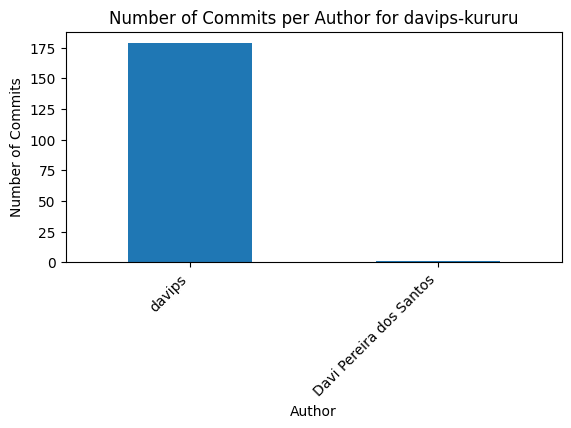 Number of Commits per Author for davips-kururu
Number of Commits
175
150
125
100
75
50
25
0
davips
Davi Pereira dos Santos
Author